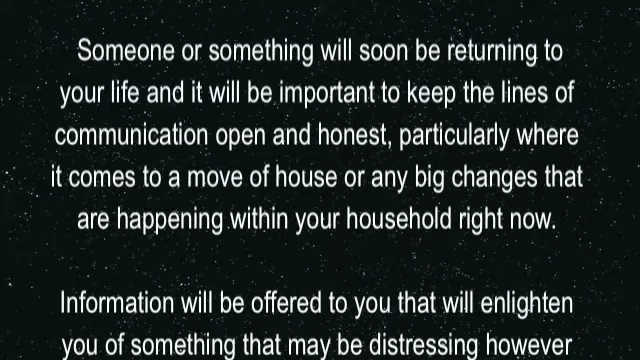 Someone or something will soon be returning to
your life and it will be important to keep the lines of
communication open and honest, particularly where
it comes to a move of house or any big changes that
are happening within your household right now.
Information will be offered to you that will enlighten
you of something that may be distressing however